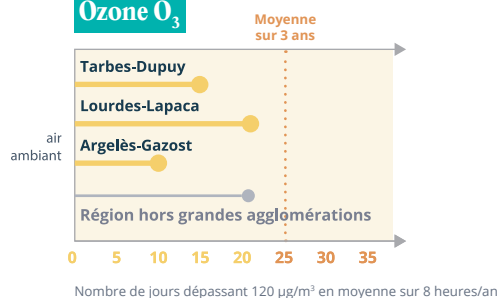 Ozone O₃
Moyenne
sur 3 ans
Tarbes-Dupuy
Lourdes-Lapaca
Argelès-Gazost
air
ambiant
Région hors grandes agglomérations
0 5 10 15 20 25 30 35
Nombre de jours dépassant 120 µg/m³ en moyenne sur 8 heures/an